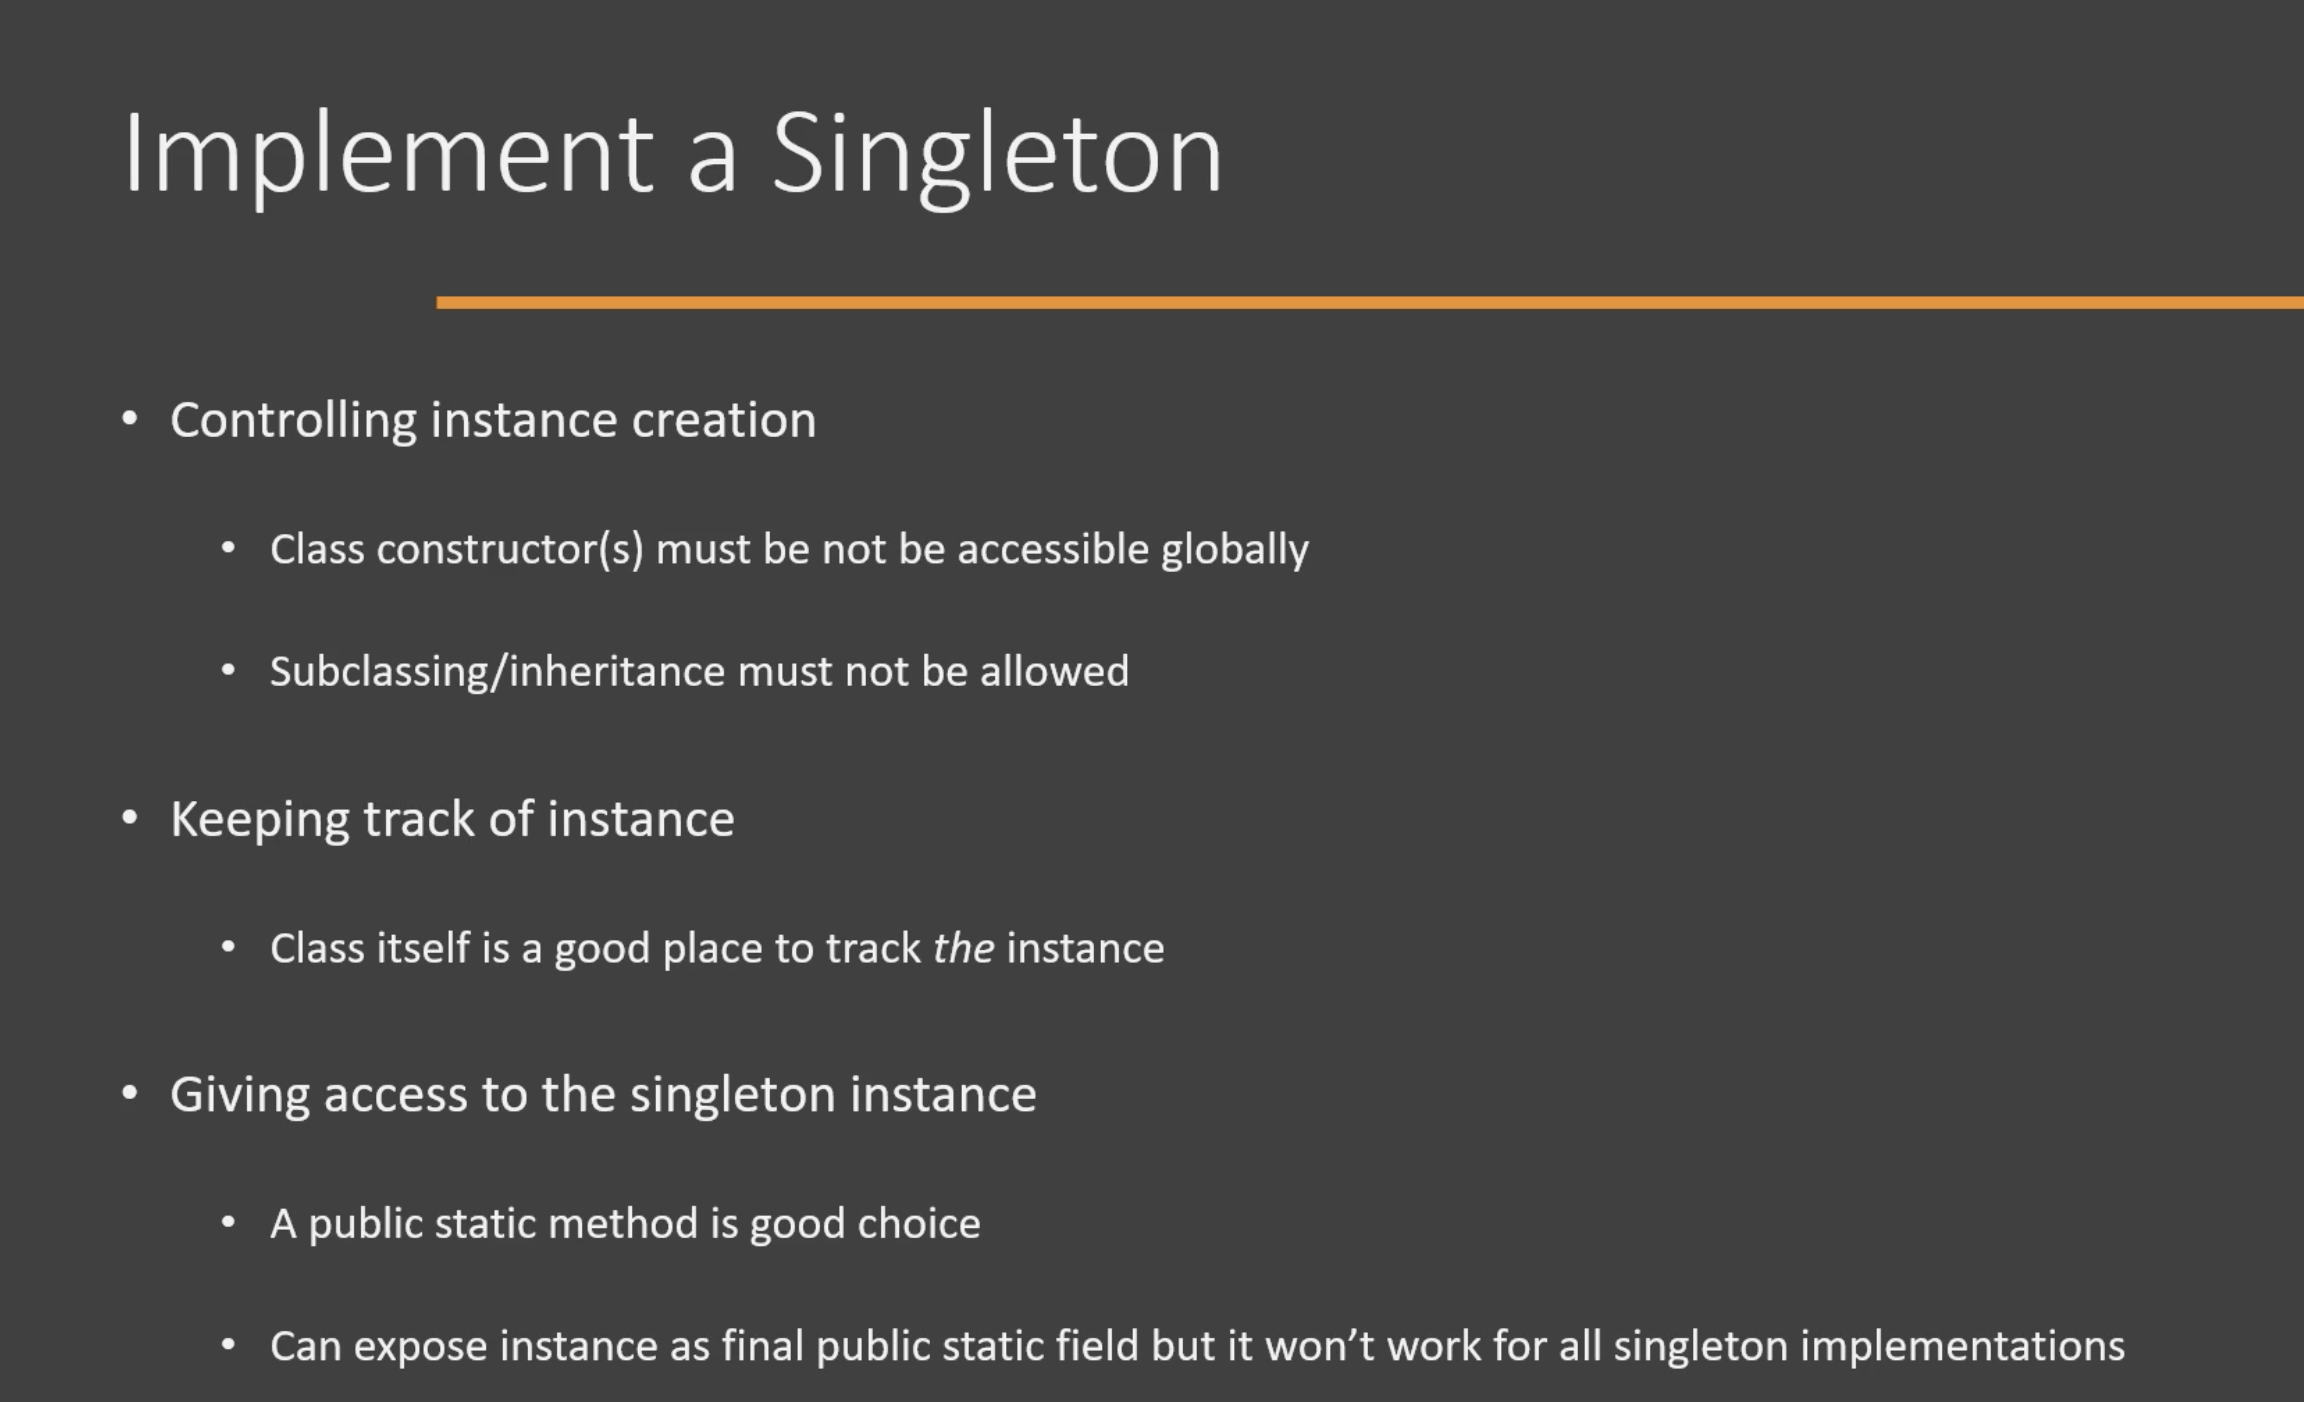 Implement a Singleton
• Controlling instance creation
• Class constructor(s) must be not be accessible globally
• Subclassing/inheritance must not be allowed
• Keeping track of instance
• Class itself is a good place to track the instance
• Giving access to the singleton instance
• A public static method is good choice
• Can expose instance as final public static field but it won’t work for all singleton implementations